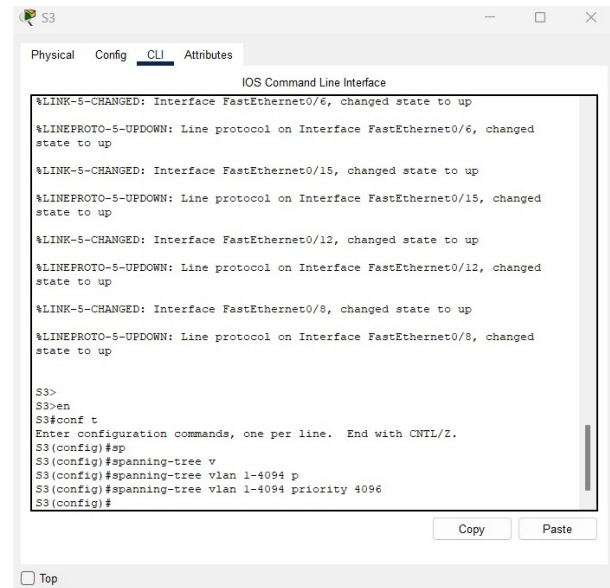 S3
Physical Config CLI Attributes
IOS Command Line Interface
%LINK-5-CHANGED: Interface FastEthernet0/6, changed state to up
%LINEPROTO-5-UPDOWN: Line protocol on Interface FastEthernet0/6, changed
state to up
%LINK-5-CHANGED: Interface FastEthernet0/15, changed state to up
%LINEPROTO-5-UPDOWN: Line protocol on Interface FastEthernet0/15, changed
state to up
%LINK-5-CHANGED: Interface FastEthernet0/12, changed state to up
%LINEPROTO-5-UPDOWN: Line protocol on Interface FastEthernet0/12, changed
state to up
%LINK-5-CHANGED: Interface FastEthernet0/8, changed state to up
%LINEPROTO-5-UPDOWN: Line protocol on Interface FastEthernet0/8, changed
state to up
S3>
S3>en
S3#conf t
Enter configuration commands, one per line. End with CNTL/Z.
S3(config)#sp
S3(config)#spanning-tree v
S3(config)#spanning-tree vlan 1-4094 p
S3(config)#spanning-tree vlan 1-4094 priority 4096
S3(config)#
Copy Paste
Top